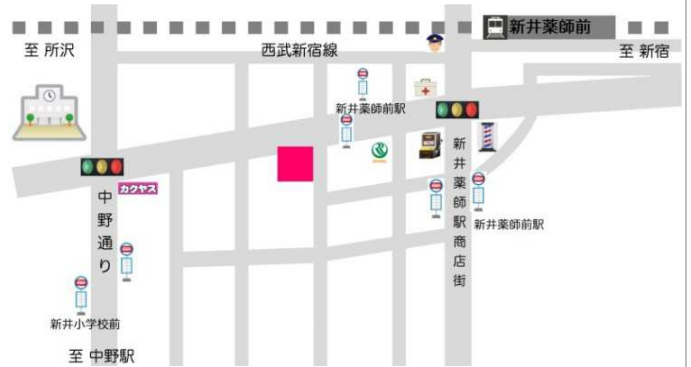 新井薬師前
至 所沢
西武新宿線
至 新宿
新井薬師前駅
カクヤス
中野通り
新井薬師駅商店街
新井薬師前駅
新井小学校前
至 中野駅